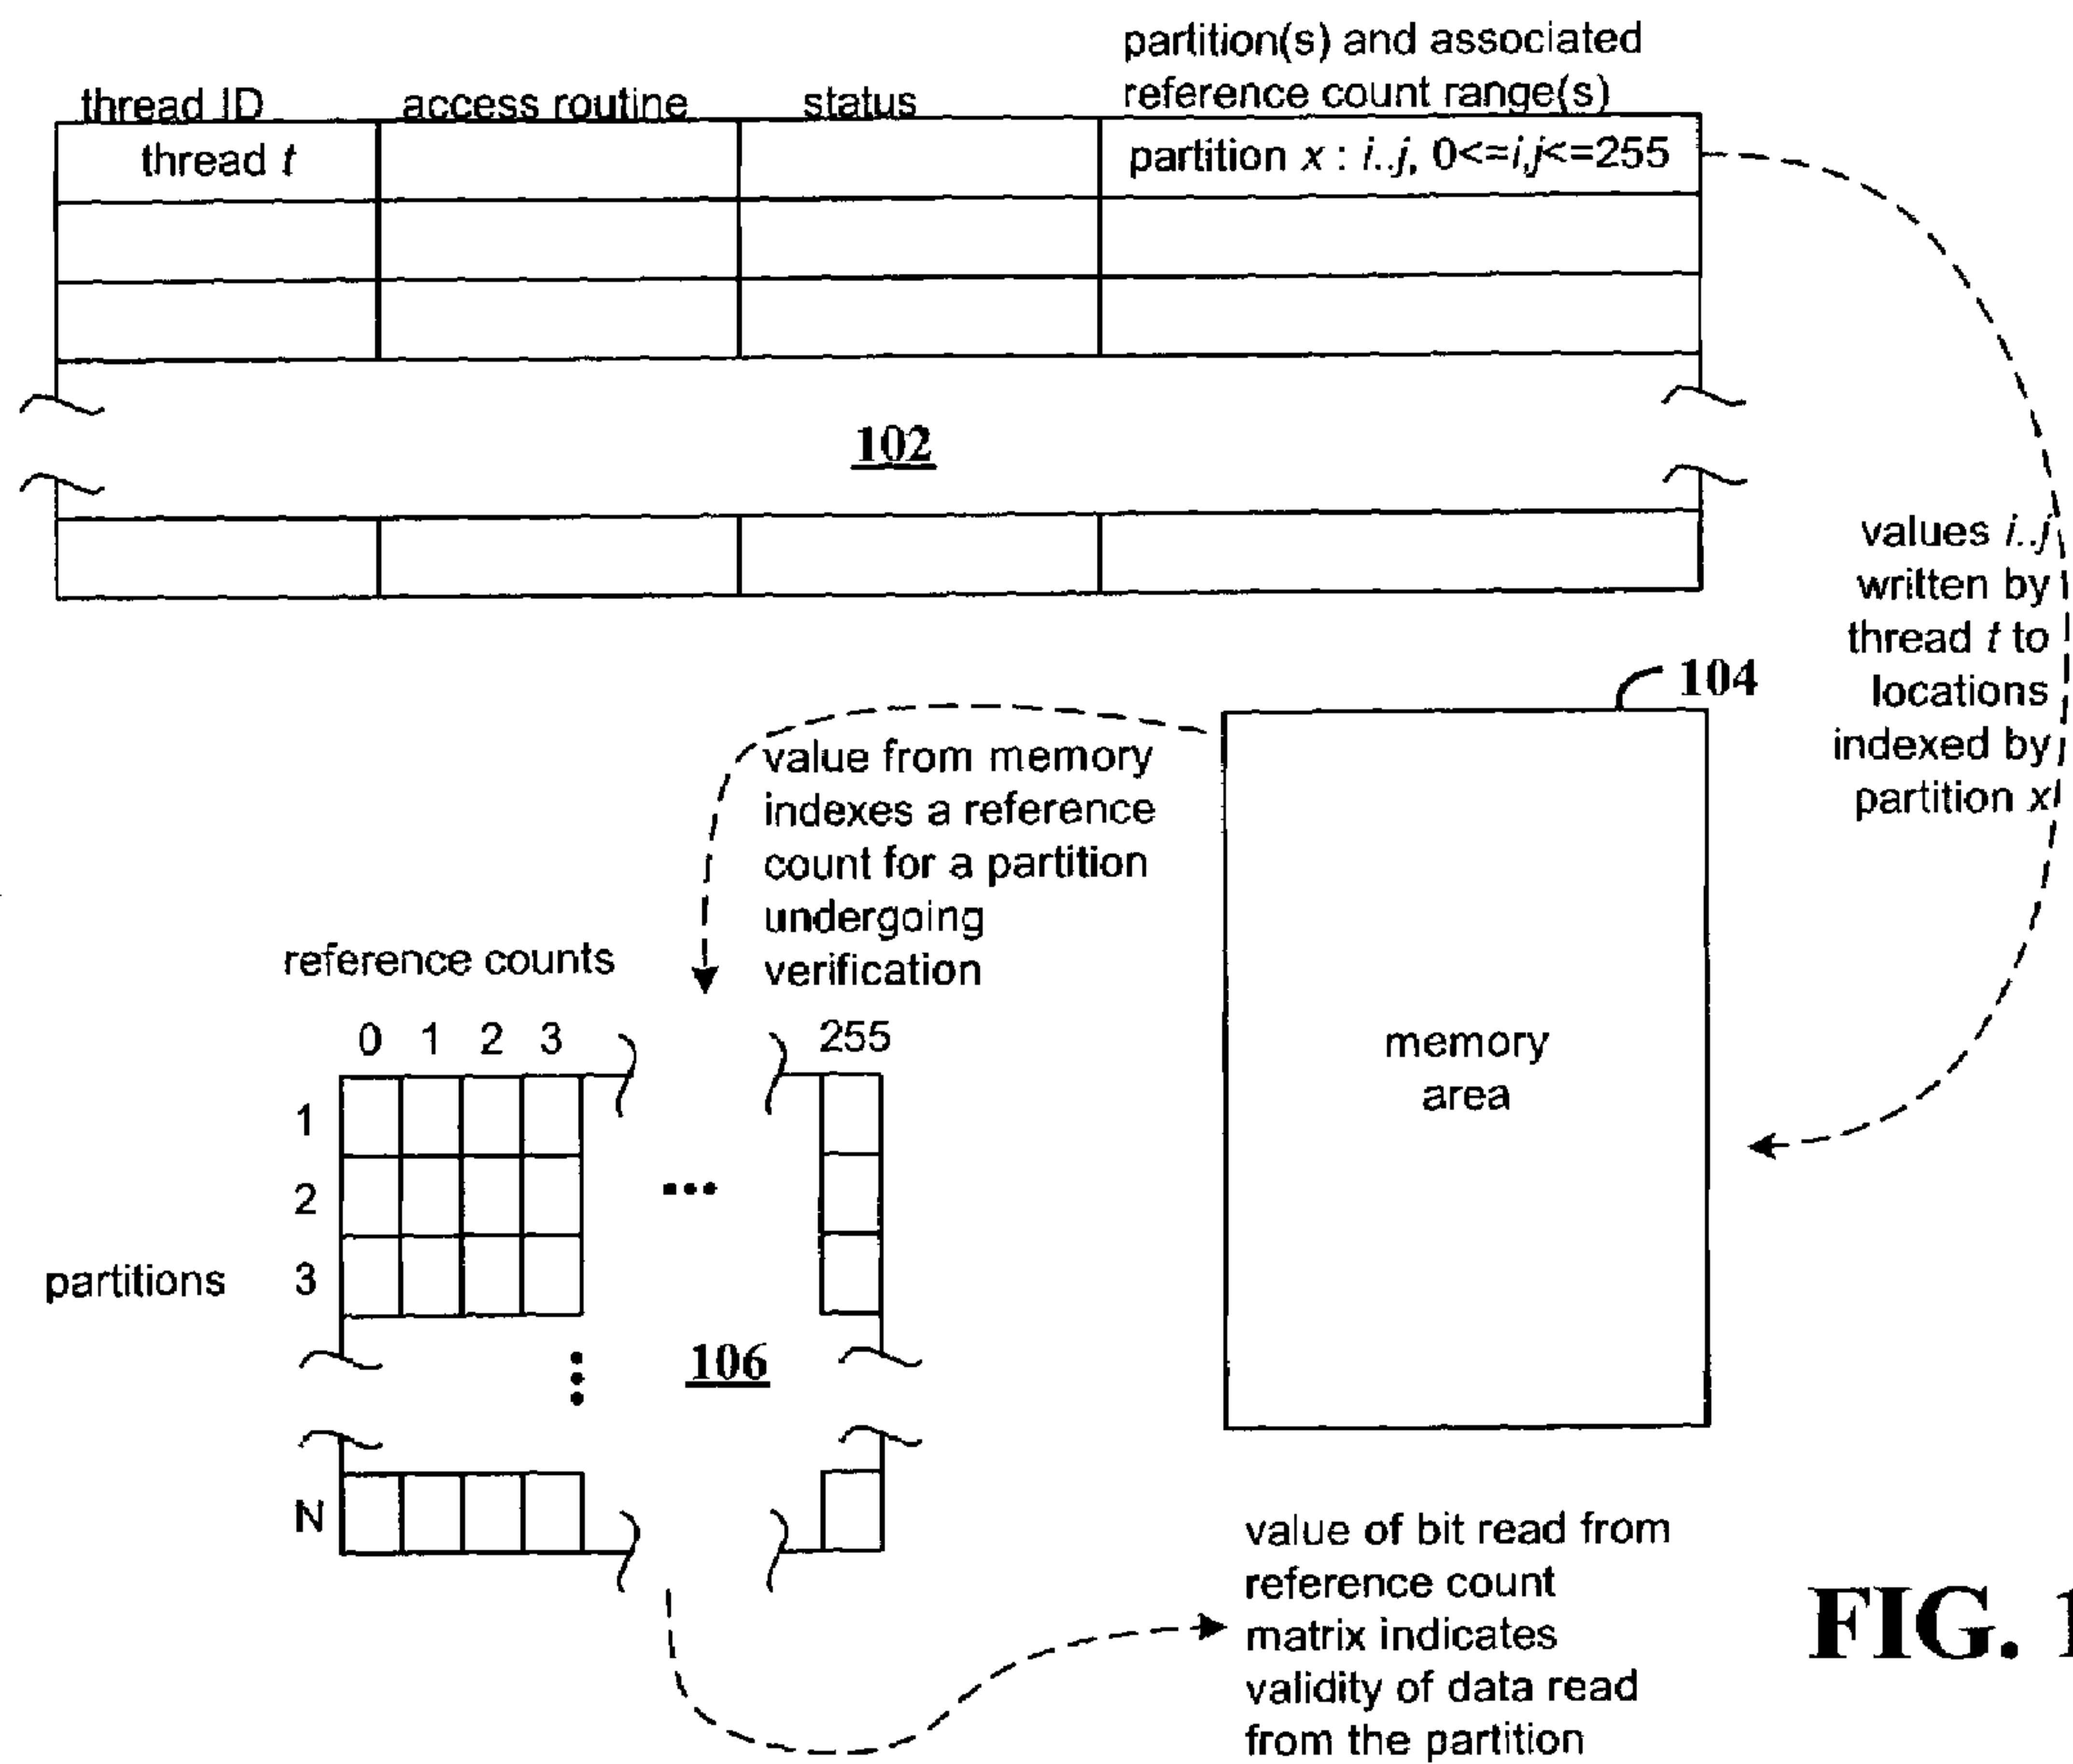 partition(s) and associated
reference count range(s)
thread ID access routine status
thread t partition x : i..j, 0<=i,j<=255
102
values i..j
written by
thread t to
locations
indexed by
partition x
104
value from memory
indexes a reference
count for a partition
undergoing
verification
memory
area
reference counts
0 1 2 3 255
1
2
3
partitions
106
N
value of bit read from
reference count
matrix indicates
validity of data read
from the partition
FIG. 1